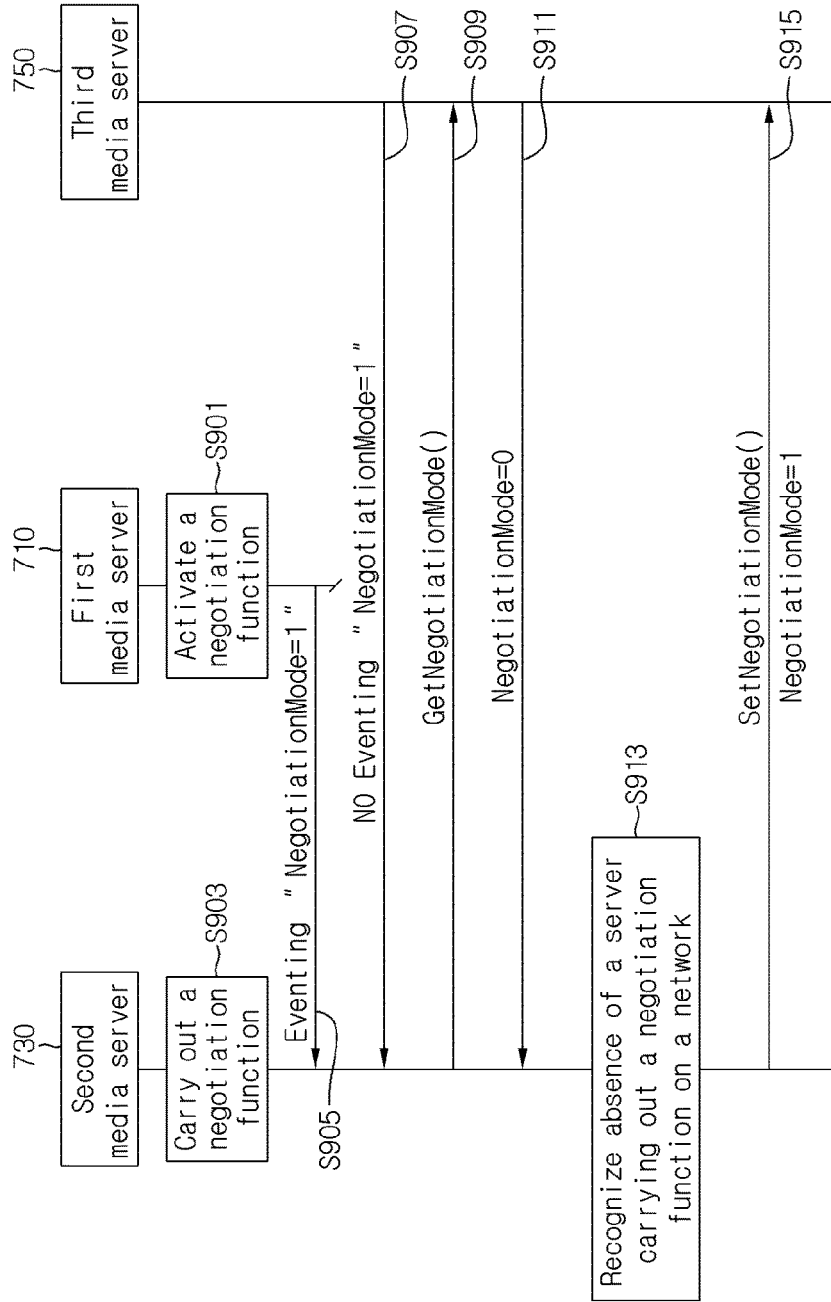 730
Second
media server
710
First
media server
750
Third
media server
Carry out a
negotiation
function
S903
Activate a
negotiation
function
S901
Eventing " NegotiationMode=1 "
S905
NO Eventing " NegotiationMode=1 "
S907
GetNegotiationMode()
S909
NegotiationMode=0
S911
Recognize absence of a server
carrying out a negotiation
function on a network
S913
SetNegotiationMode()
NegotiationMode=1
S915